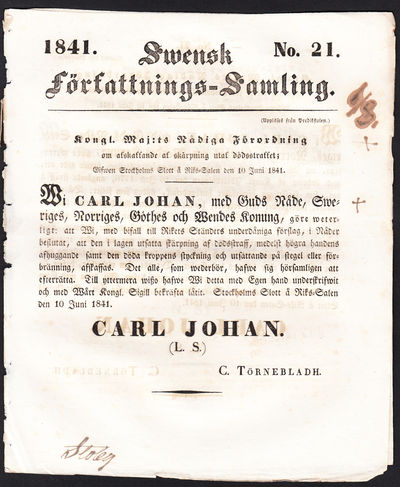 1841.
Swensk
No. 21.
Författnings-Samling.
(Uppläses från Predikstolen.)
Kongl. Maj:ts Nådiga Förordning
om afskaffande af skärpning utaf dödsstraffet;
Gifwen Stockholms Slott å Riks-Salen den 10 Juni 1841.
Wi CARL JOHAN, med Guds Nåde, Swe-
riges, Norriges, Göthes och Wendes Konung, göre weter-
ligt: att Wi, med bifall till Rikets Ständers underdåniga förslag, i Nåder
beslutat, att den i lagen utsatta skärpning af dödsstraff, medelst högra handens
afhuggande samt den döda kroppens styckning och utsättande på stegel eller för-
bränning, afskaffas. Det alle, som wederbör, hafwe sig hörsamligen att
efterrätta. Till yttermera wisso hafwe Wi detta med Egen hand underskrifwit
och med Wårt Kongl. Sigill bekräfta låtit. Stockholms Slott å Riks-Salen
den 10 Juni 1841.
CARL JOHAN.
(L. S.)
C. TÖRNEBLADH.